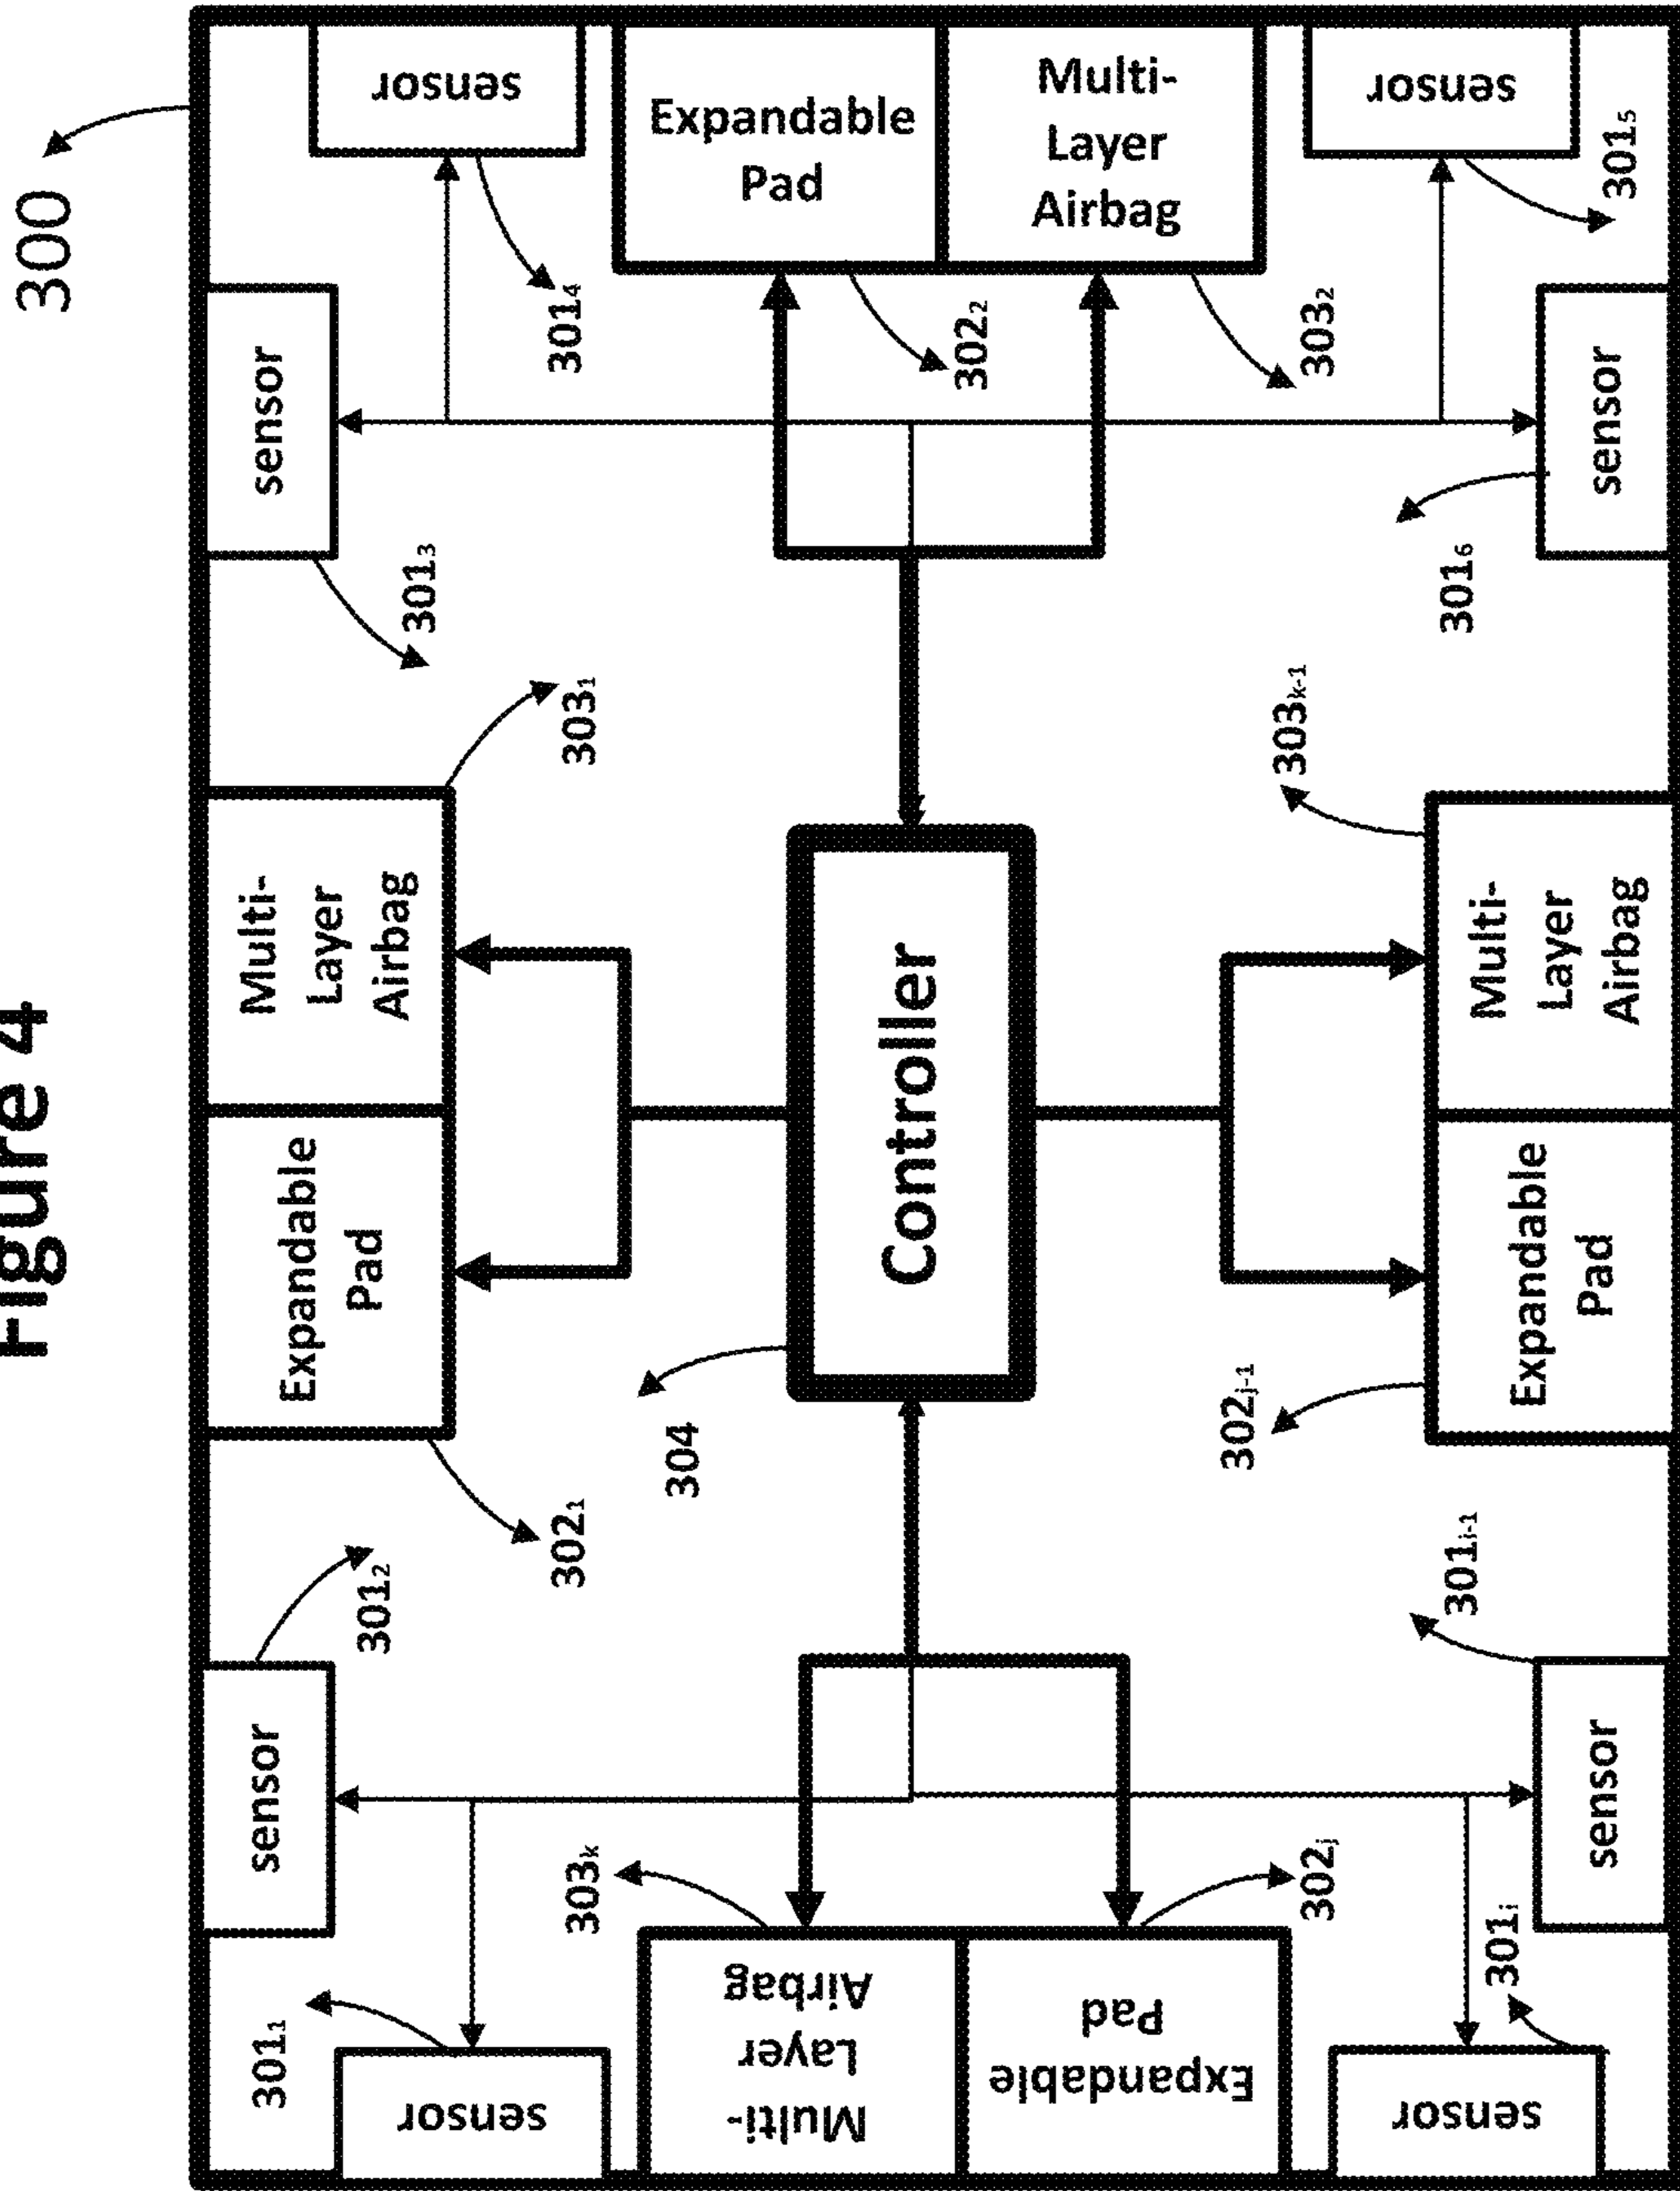 Figure 4
300
301₁
sensor
301₂
Expandable
Pad
302₁
Multi-
Layer
Airbag
303₁
sensor
301₃
sensor
301₄
sensor
Multi-
Layer
Airbag
303ₖ
304
Controller
Expandable
Pad
302₂
Expandable
Pad
302ⱼ
Multi-
Layer
Airbag
303₂
sensor
301ᵢ
sensor
301ᵢ₋₁
302ⱼ₋₁
Expandable
Pad
303ₖ₋₁
Multi-
Layer
Airbag
301₆
sensor
sensor
301₅